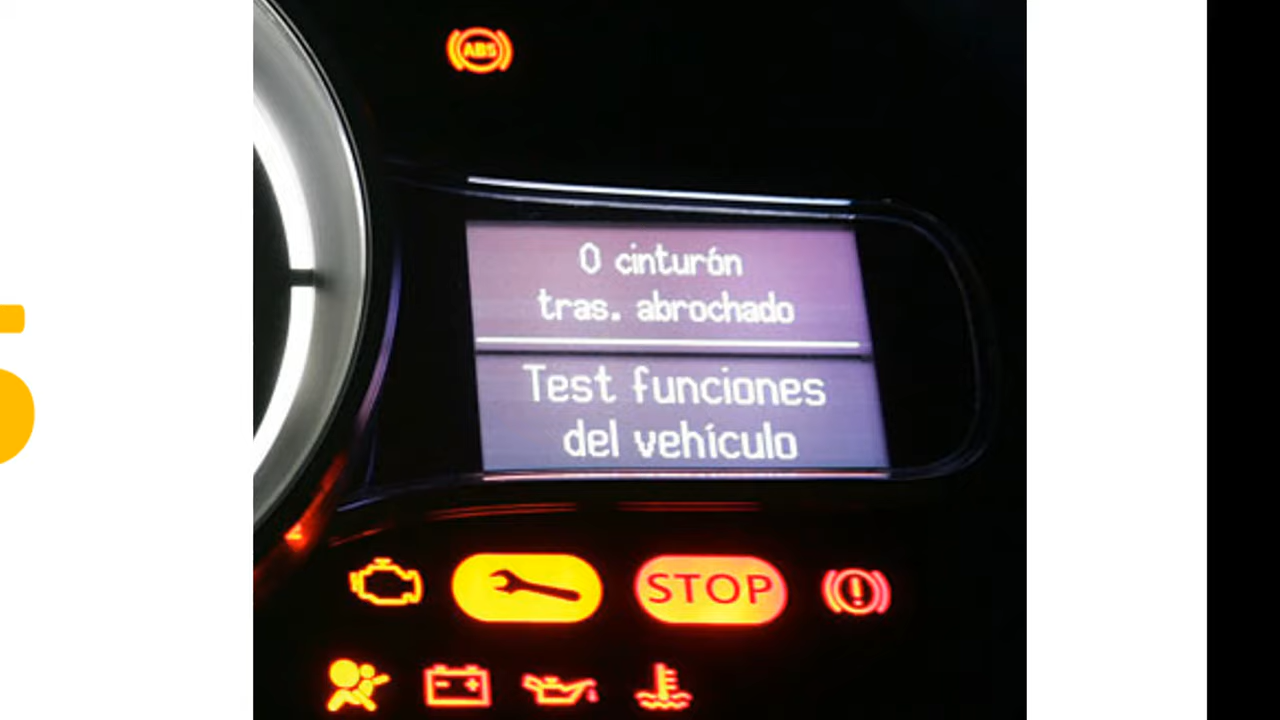 ABS
0 cinturón
tras. abrochado
Test funciones
del vehículo
STOP